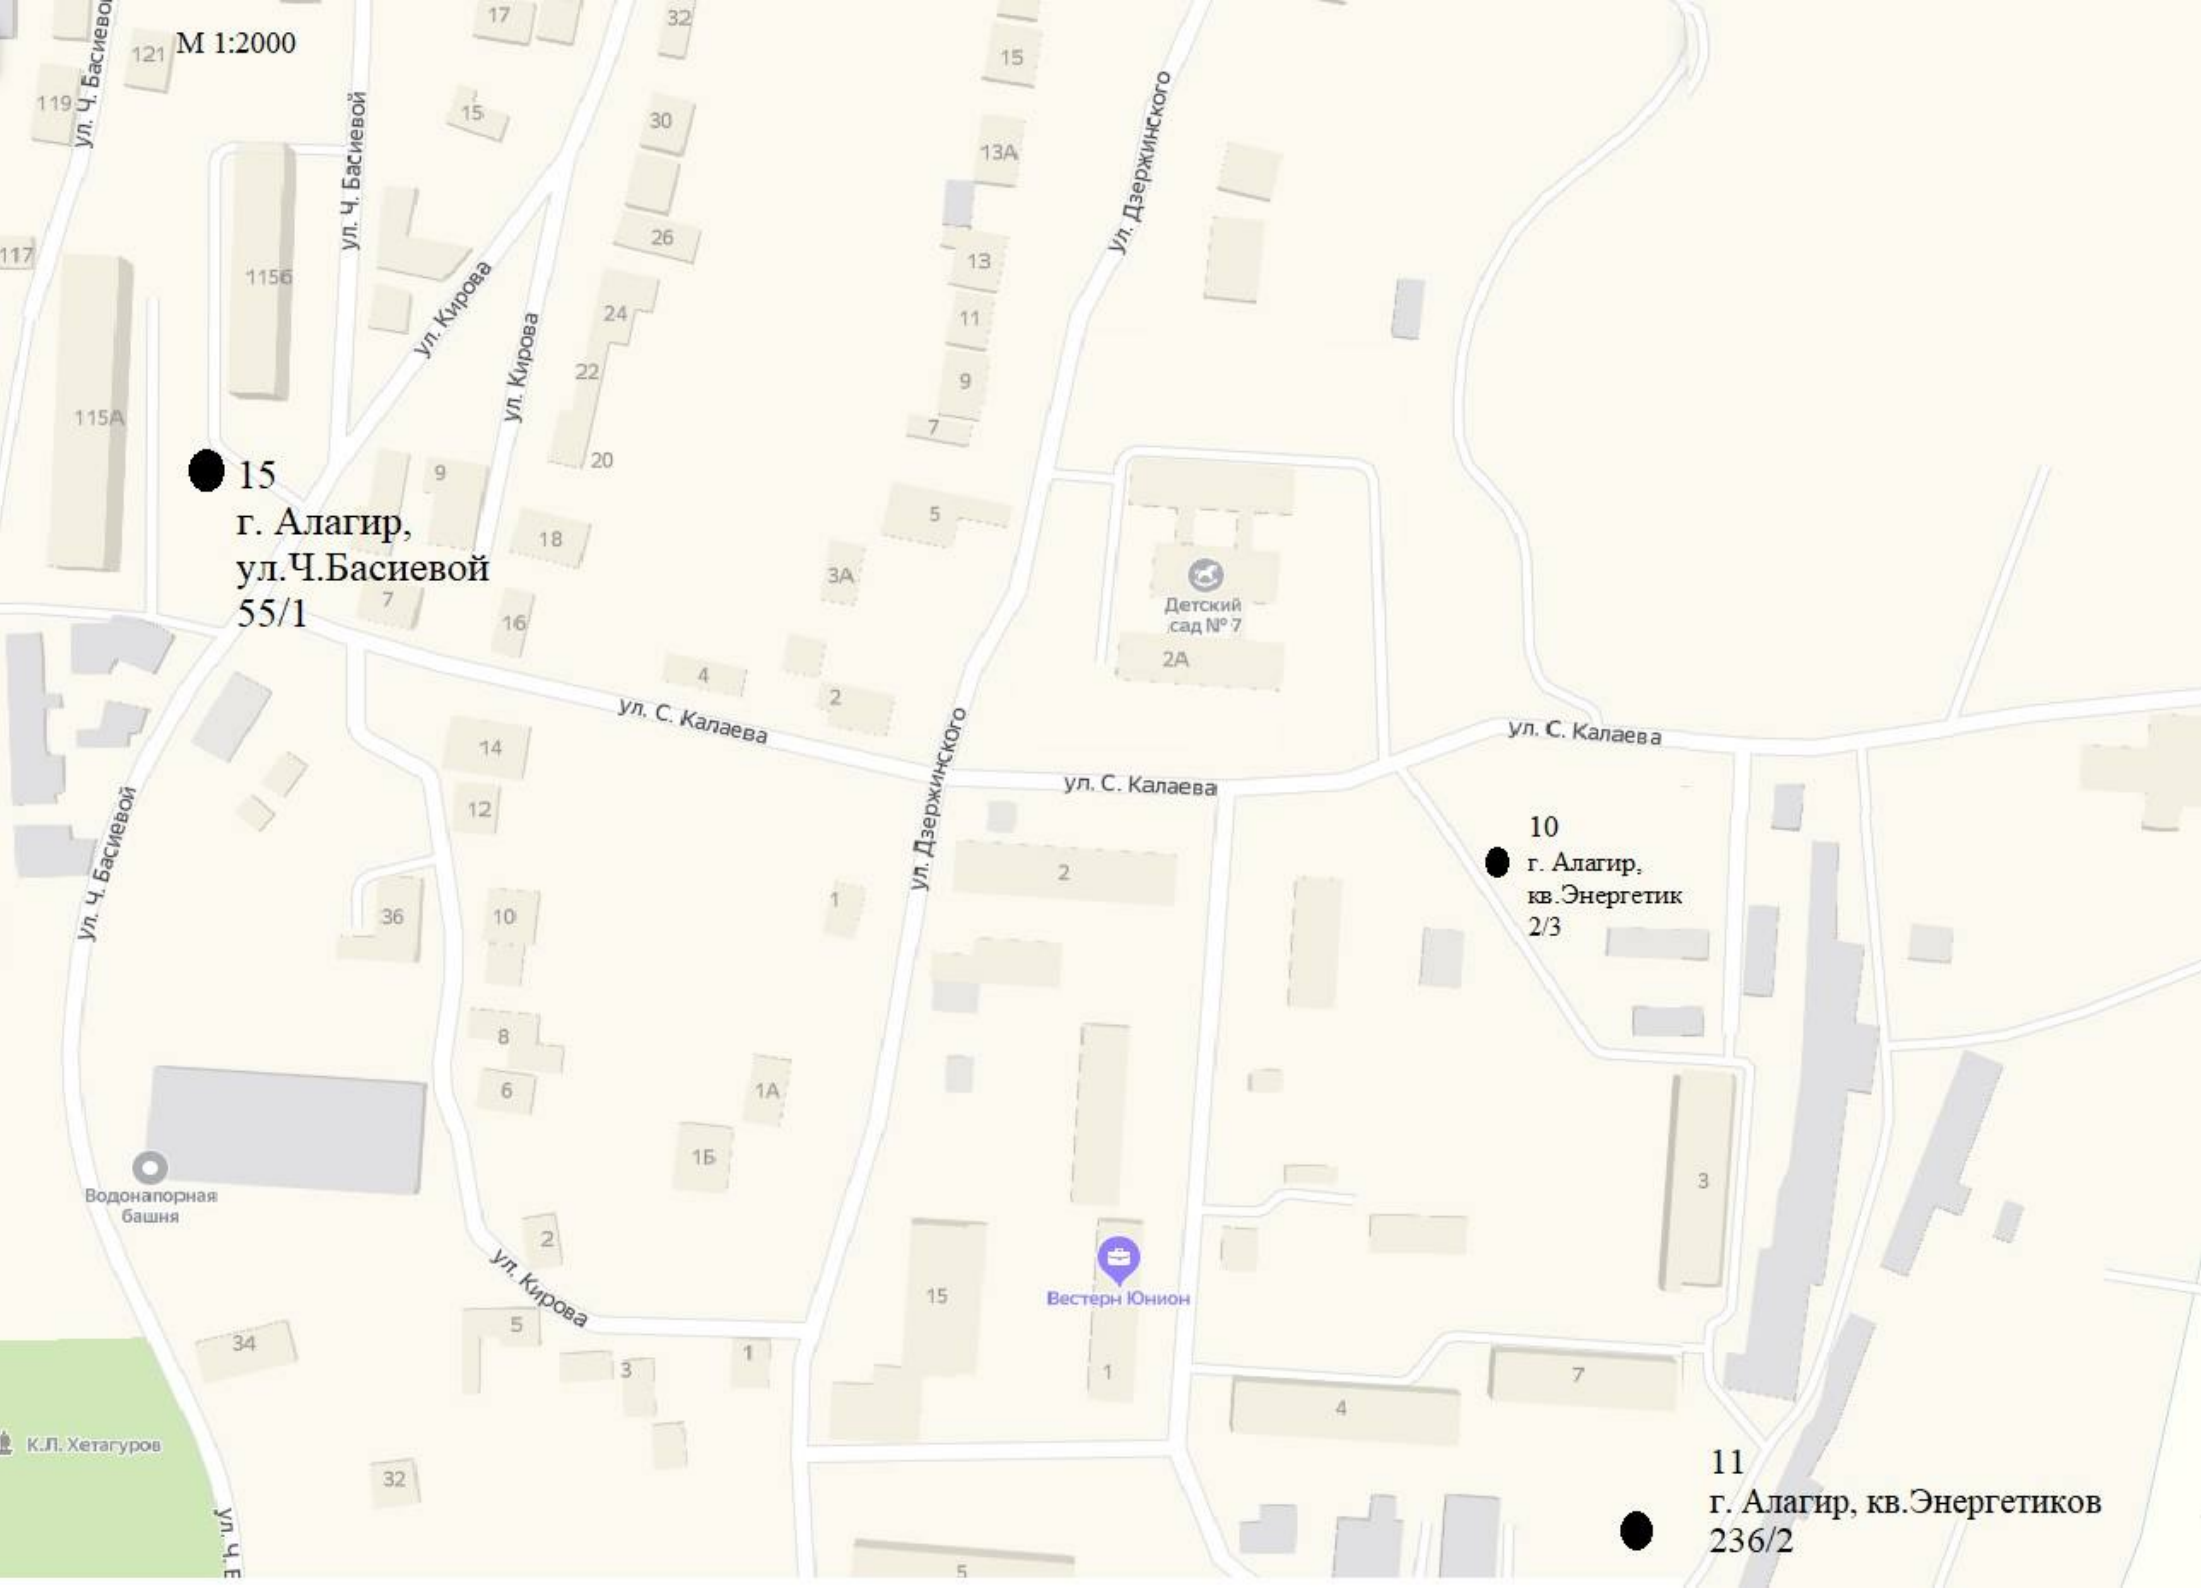 М 1:2000
17
32
121
15
ул. Ч. Басиевой
119
15
30
ул. Дзержинского
ул. Ч. Басиевой
13А
26
117
13
115б
ул. Кирова
24
11
ул. Кирова
22
9
115А
7
20
15
г. Алагир,
ул.Ч.Басиевой
55/1
9
5
18
3А
Детский
сад № 7
7
16
2А
4
2
ул. С. Калаева
ул. Дзержинского
ул. С. Калаева
ул. С. Калаева
14
12
ул. Ч. Басиевой
10
г. Алагир,
кв.Энергетик
2/3
2
1
36
10
8
6
1А
1Б
Водонапорная
башня
3
2
ул. Кирова
15
Вестерн Юнион
5
34
1
3
1
7
4
К.Л. Хетагуров
32
11
г. Алагир, кв.Энергетиков
236/2
5